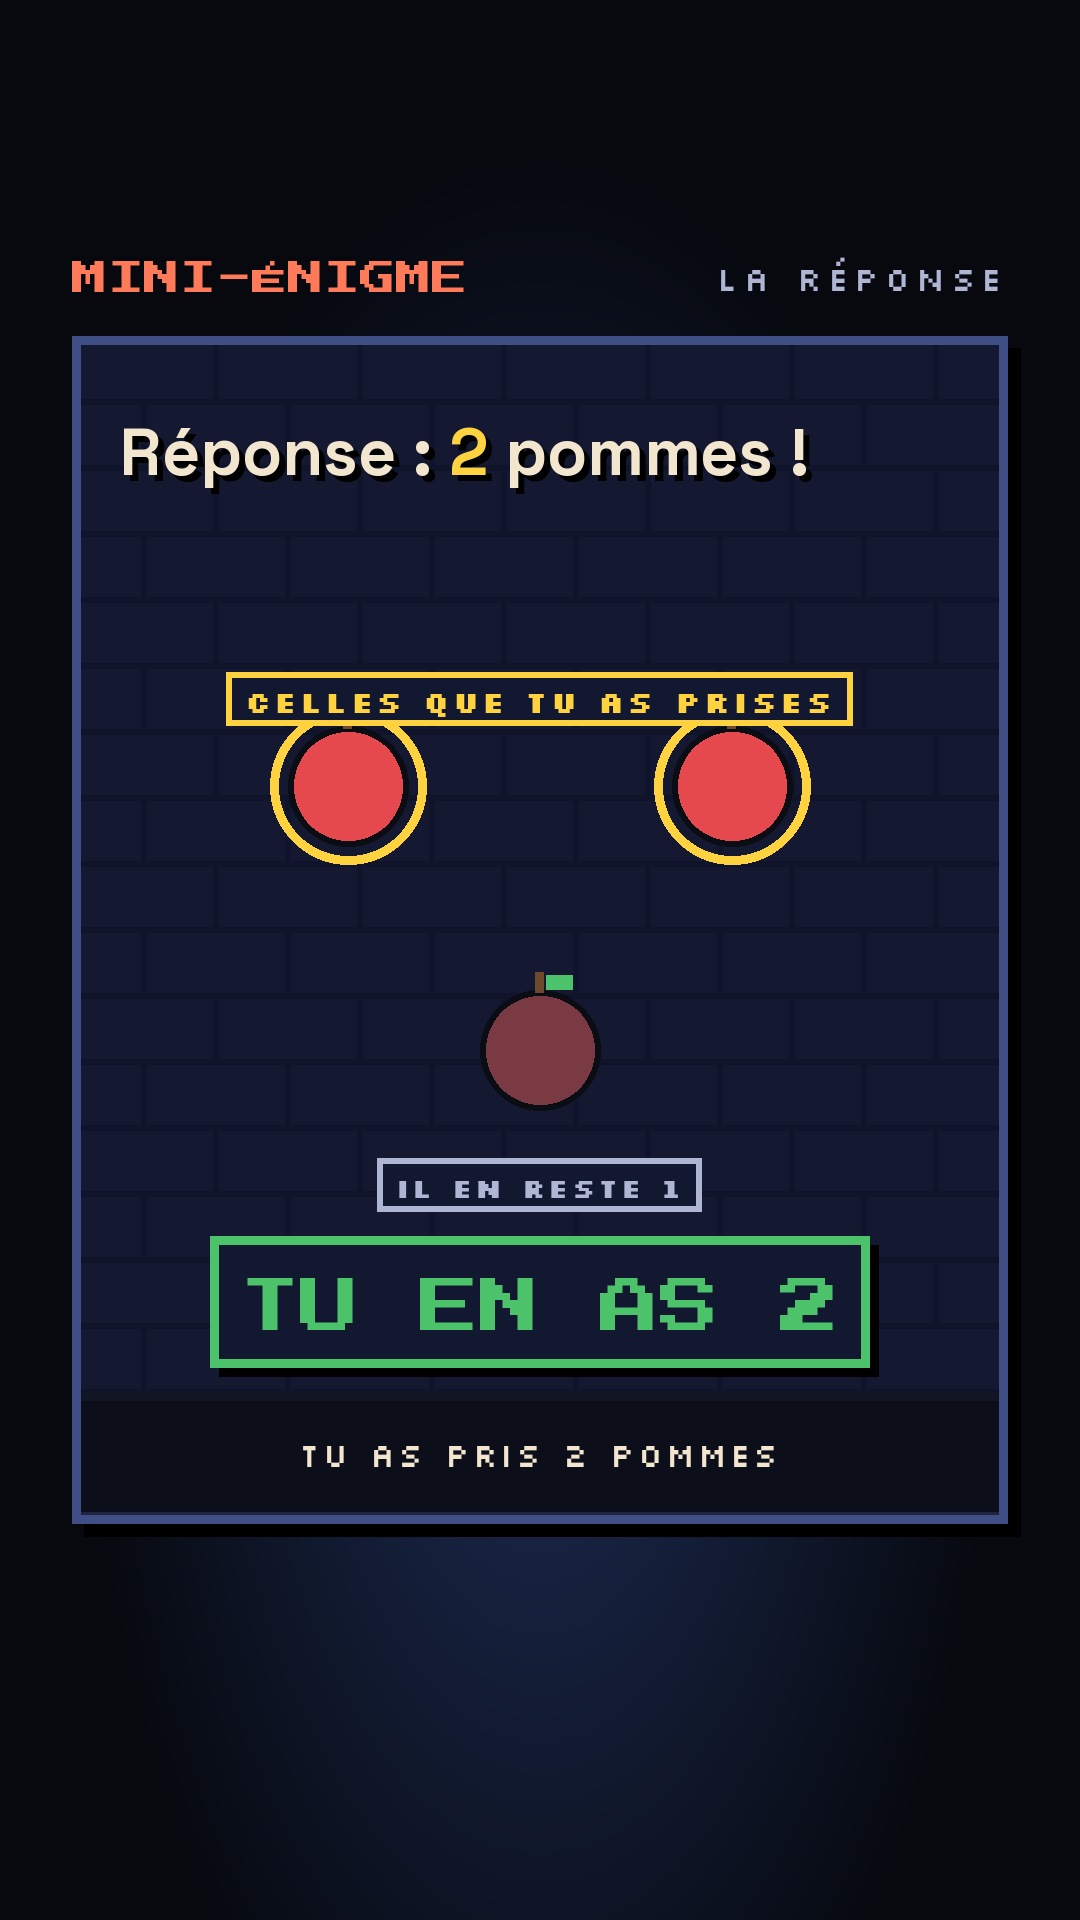 MINI-ÉNIGME
LA RÉPONSE
Réponse : 2 pommes !
CELLES QUE TU AS PRISES
IL EN RESTE 1
TU EN AS 2
TU AS PRIS 2 POMMES